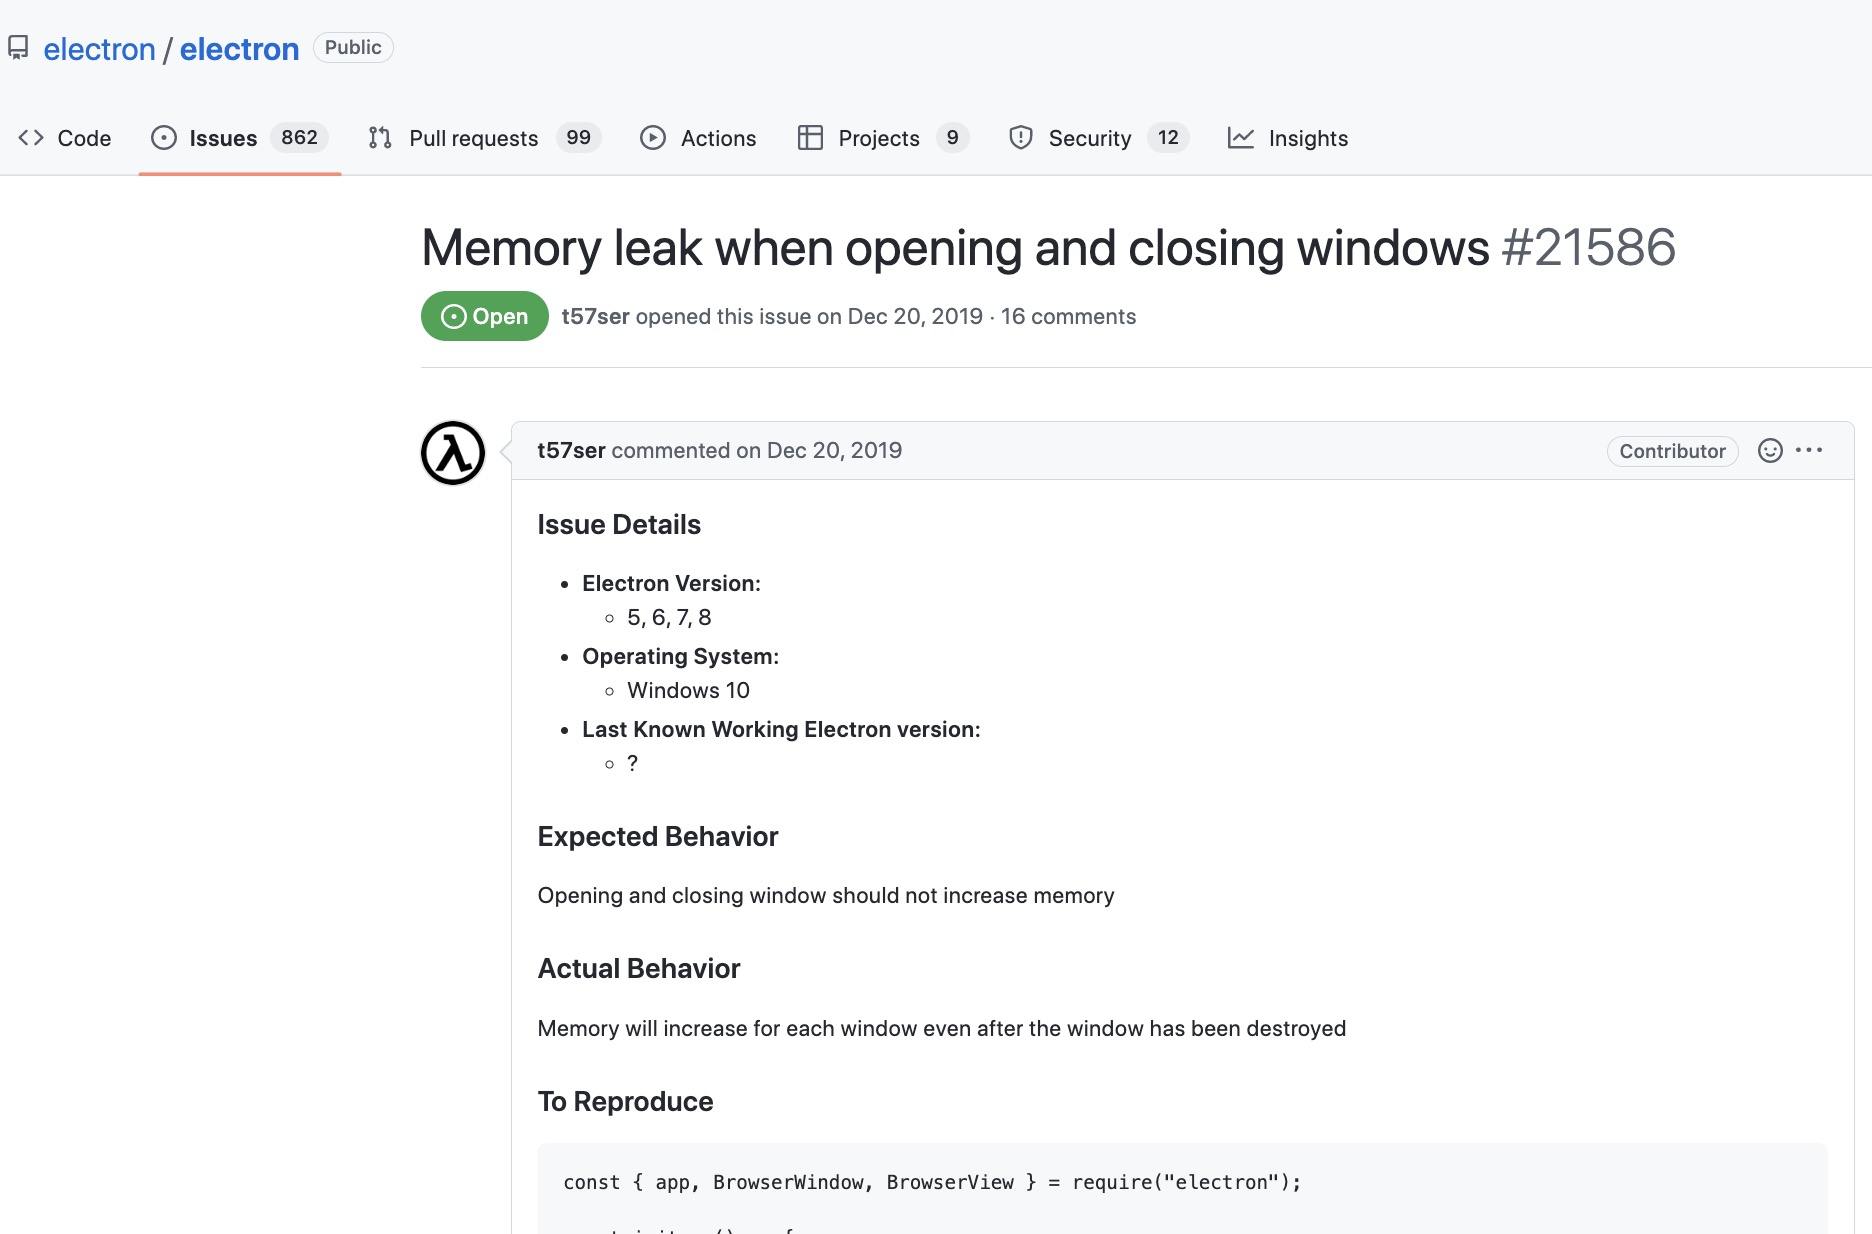 electron / electron Public
Code Issues 862 Pull requests 99 Actions Projects 9 Security 12 Insights
Memory leak when opening and closing windows #21586
Open t57ser opened this issue on Dec 20, 2019 · 16 comments
t57ser commented on Dec 20, 2019 Contributor
Issue Details
Electron Version:
5, 6, 7, 8
Operating System:
Windows 10
Last Known Working Electron version:
?
Expected Behavior
Opening and closing window should not increase memory
Actual Behavior
Memory will increase for each window even after the window has been destroyed
To Reproduce
const { app, BrowserWindow, BrowserView } = require("electron");